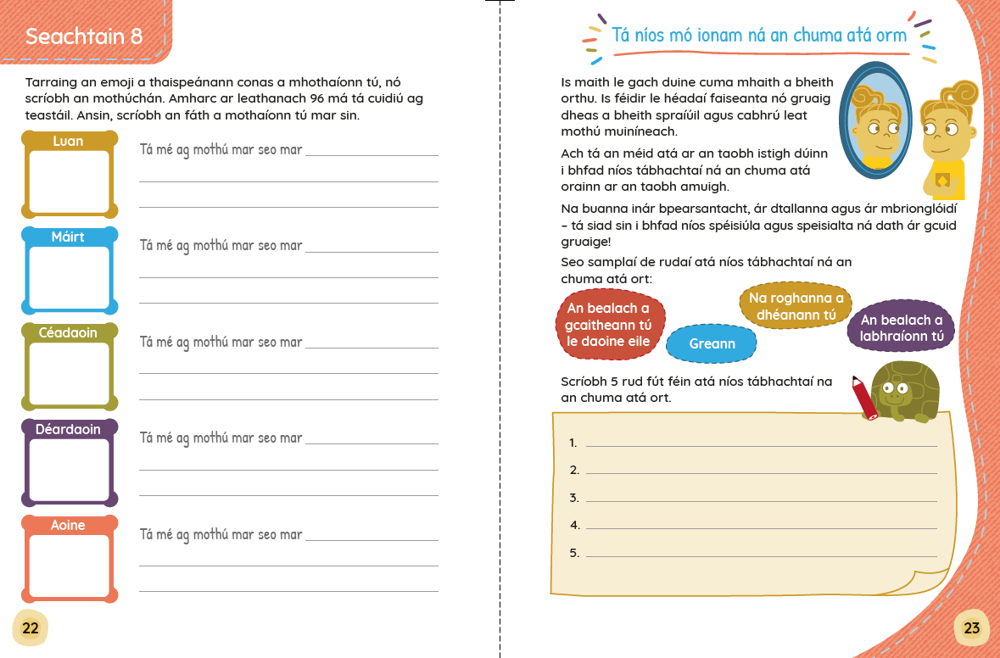 Seachtain 8
Tarraing an emoji a thaispeánann conas a mhothaíonn tú, nó
scríobh an mothúchán. Amharc ar leathanach 96 má tá cuidiú ag
teastáil. Ansin, scríobh an fáth a mothaíonn tú mar sin.
Luan
Tá mé ag mothú mar seo mar
Máirt
Tá mé ag mothú mar seo mar
Céadaoin
Tá mé ag mothú mar seo mar
Déardaoin
Tá mé ag mothú mar seo mar
Aoine
Tá mé ag mothú mar seo mar
22
Tá níos mó ionam ná an chuma atá orm
Is maith le gach duine cuma mhaith a bheith
orthu. Is féidir le héadaí faiseanta nó gruaig
dheas a bheith spraíúil agus cabhrú leat
mothú muiníneach.
Ach tá an méid atá ar an taobh istigh dúinn
i bhfad níos tábhachtaí ná an chuma atá
orainn ar an taobh amuigh.
Na buanna inár bpearsantacht, ár dtallanna agus ár mbrionglóidí
– tá siad sin i bhfad níos spéisiúla agus speisialta ná dath ár gcuid
gruaige!
Seo samplaí de rudaí atá níos tábhachtaí ná an
chuma atá ort:
An bealach a
gcaitheann tú
le daoine eile
Greann
Na roghanna a
dhéanann tú
An bealach a
labhraíonn tú
Scríobh 5 rud fút féin atá níos tábhachtaí na
an chuma atá ort.
1.
2.
3.
4.
5.
23